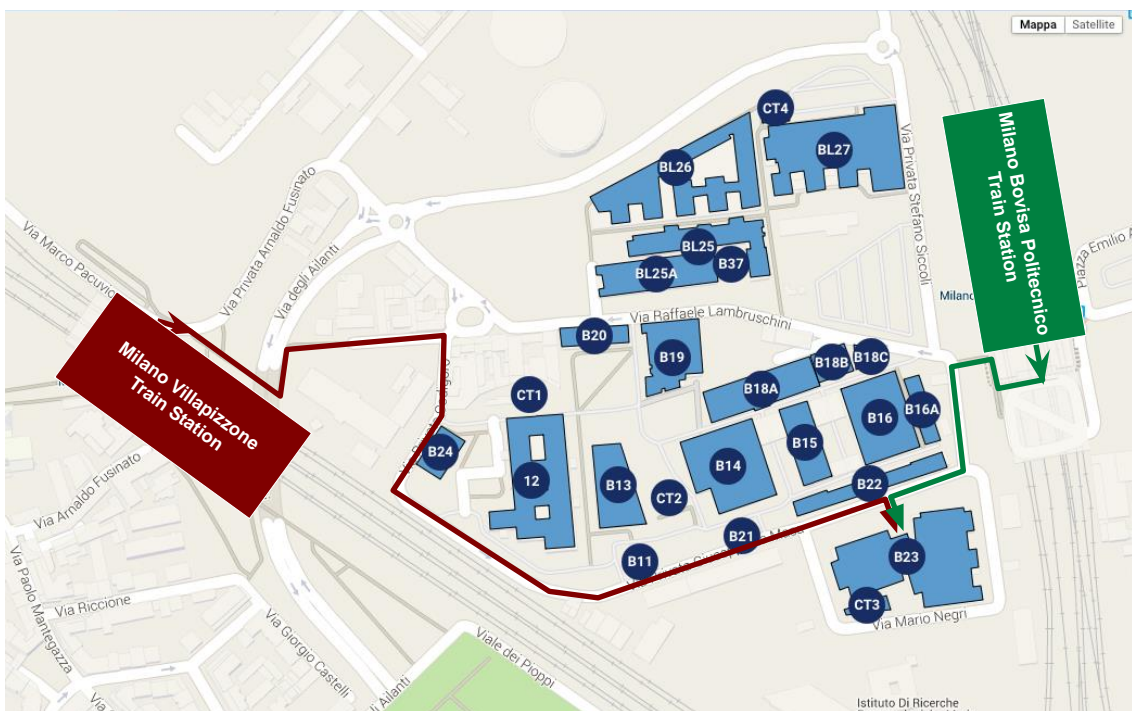 Mappa
Satellite
CT4
BL27
BL26
BL25
B37
BL25A
Via Privata Stefano Siccoli
Milano Bovisa Politecnico
Train Station
Via Marco Pacuvio
Via Privata Arnaldo Fusinato
Via degli Ailanti
Via Raffaele Lambruschini
B20
B19
B18B
B18C
B18A
B16
B16A
CT1
B24
12
B13
B14
B15
CT2
B22
B21
B11
B23
CT3
Via Mario Negri
Milano Villapizzone
Train Station
Via Arnaldo Fusinato
Via Paolo Mantegazza
Via Riccione
Via Giorgio Castelli
Ailanti
Viale dei Pioppi
Istituto Di Ricerche